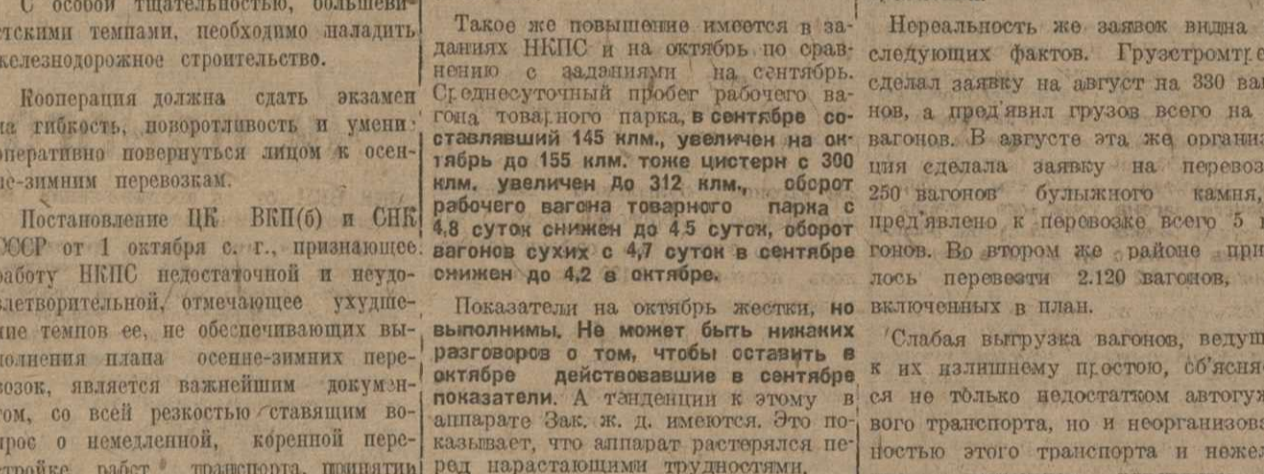 С особой тщательностью, большеви-
тскими темпами, необходимо наладить
железнодорожное строительство.
Кооперация должна сдать экзамен
на гибкость, поворотливость и умени
оперативно повернуться лицом к осен-
не-зимним перевозкам.
Постановление ЦК ВКП(б) и СНК
СССР от 1 октября с. г., признающее
работу НКПС недостаточной и неудо-
влетворительной, отмечающее ухудше-
ние темпов ее, не обеспечивающих вы-
полнения плана осенне-зимних пере-
возок, является важнейшим докумэн-
том, со всей резкостью ставящим во-
прос о немедленной, коренной пере-
стройке работ транспорта, принятии
Такое же повышение имеется в за-
даниях НКПС и на октябрь по срав-
нению с заданиями на сентябрь.
Среднесуточный пробег рабочего ва-
гона товарного парка, в сентябре со-
ставлявший 145 клм., увеличен на ок-
тябрь до 155 клм. тоже цистерн с 300
клм. увеличен до 312 клм., оборот
рабочего вагона товарного парка с
4,8 суток снижен до 4,5 суток, оборот
вагонов сухих с 4,7 суток в сентябре
снижен до 4,2 в октябре.
Показатели на октябрь жестки, но
выполнимы. Не может быть никаких
разговоров о том, чтобы оставить в
октябре действовавшие в сентябре
показатели. А тэнденции к этому в
аппарате Зак. ж. д. имеются. Это по-
казывает, что аппарат растерялся пе-
ред нарастающими трудностями.
Нереальность же заявок видна
следующих фактов. Грузстромтре
сделал заявку на август на 330 ваг
нов, а пред'явил грузов всего на
вагонов. В августе эта же организ
ция сделала заявку на перевоз
250 вагонов булыжного камня,
пред'явлено к перевозке всего 5 в
гонов. Во втором же районе при
лось перевезти 2.120 вагонов,
включенных в план.
Слабая выгрузка вагонов, ведущ
к их излишнему простою, об'ясня
ся не только недостатком автогуж
вого транспорта, но и неорганизова
ностью этого транспорта и нежел